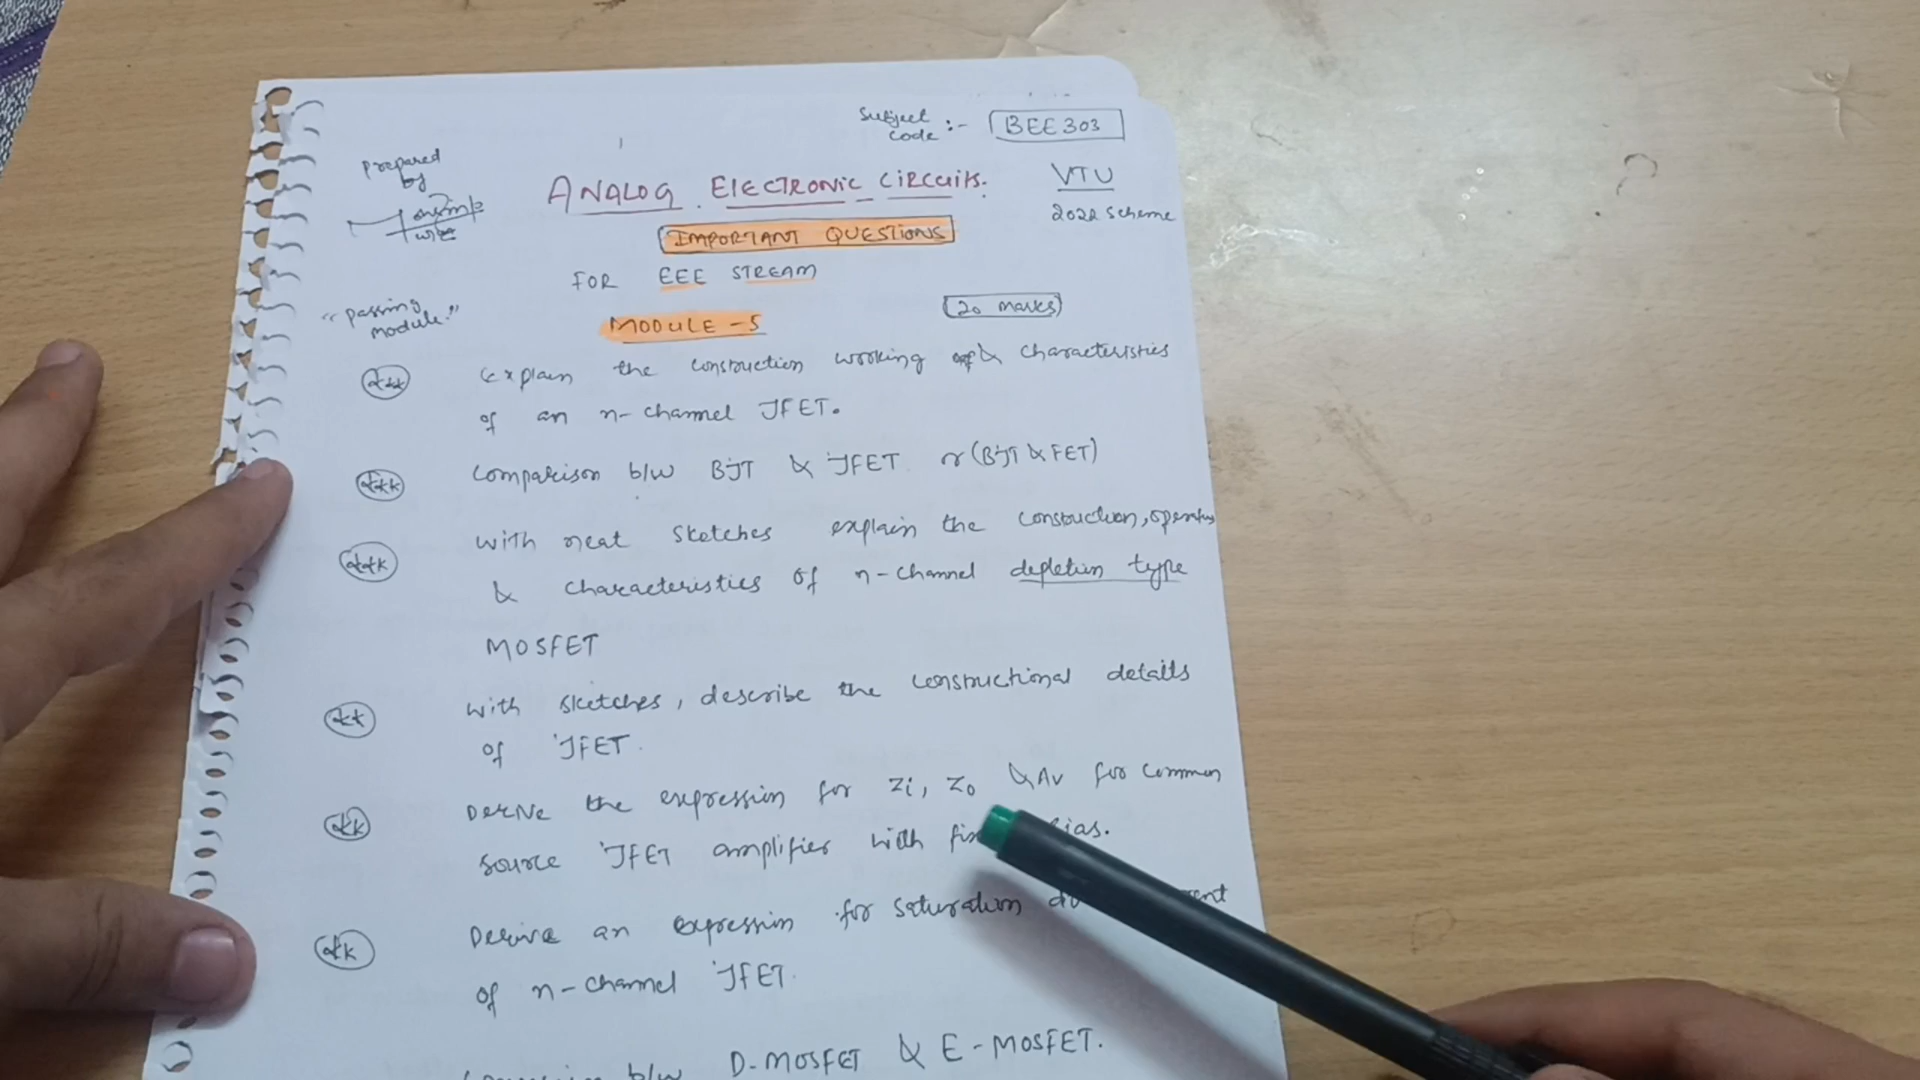 Subject code :- BEE303
Prepared by
ANALOG ELECTRONIC CIRCUITS.
VTU
2022 Scheme
IMPORTANT QUESTIONS
FOR EEE STREAM
"passing module."
MODULE - 5
20 marks
Explain the construction working & characteristics
of an n-channel JFET.
Comparison b/w BJT & JFET or (BJT & FET)
With neat sketches explain the construction,
& characteristics of n-channel depletion type
MOSFET
With sketches, describe the constructional details
of JFET.
Derive the expression for Zi, Zo & Av for common
source JFET amplifier with
Derive an expression for saturation
of n-channel JFET.
b/w D-MOSFET & E-MOSFET.